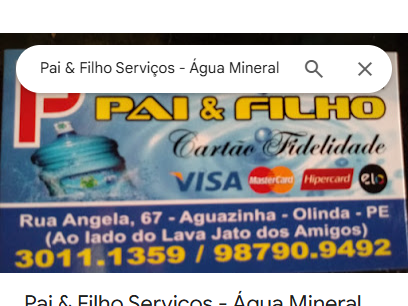 Pai & Filho Serviços - Água Mineral
P PAI & FILHO
Cartão Fidelidade
VISA MasterCard Hipercard elo
Rua Angela, 67 - Aguazinha - Olinda - PE
(Ao lado do Lava Jato dos Amigos)
3011.1359 / 98790.9492
Pai & Filho Serviços - Água Mineral